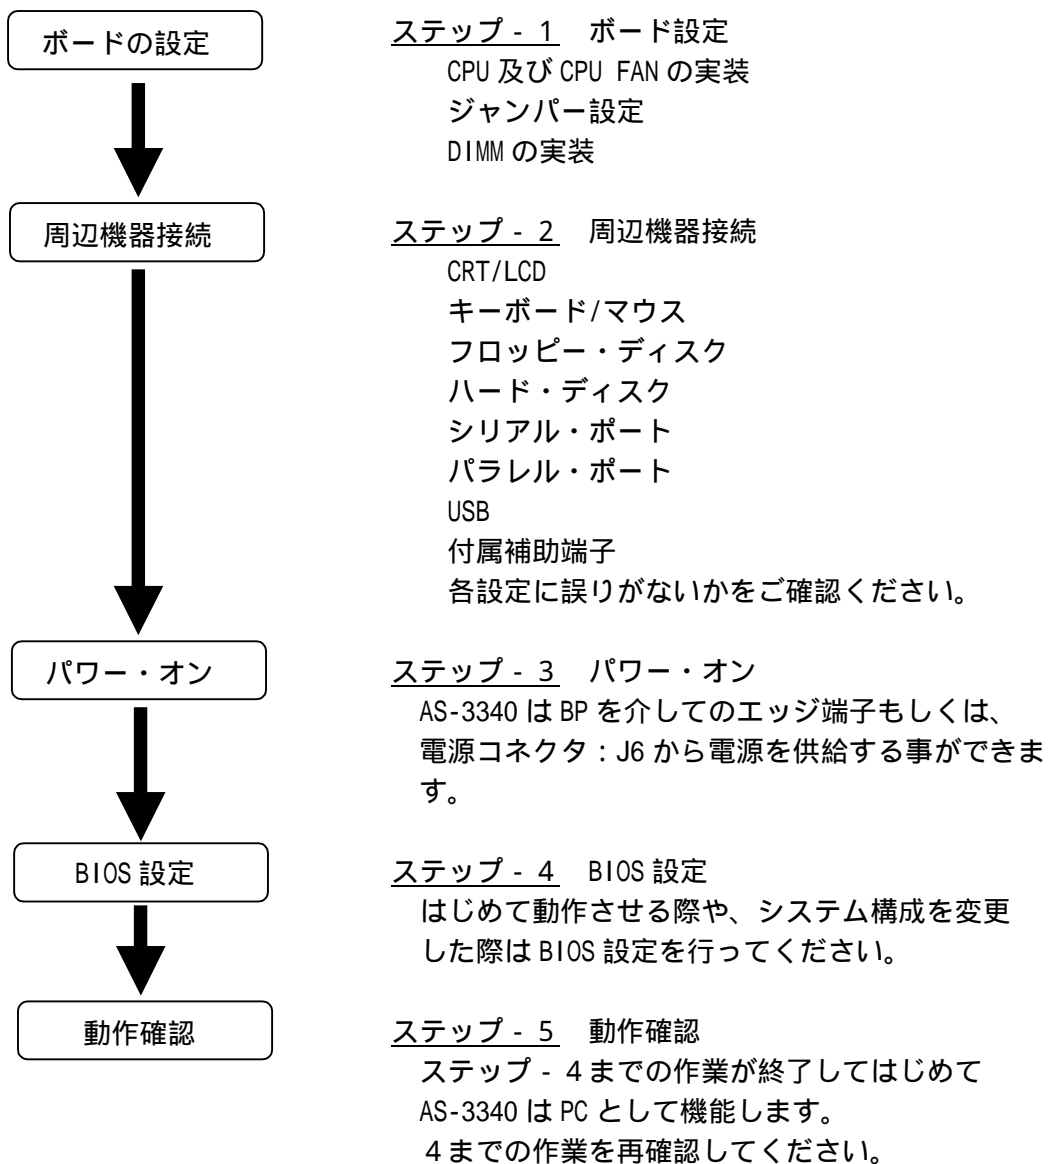 ボードの設定
ステップ - １　ボード設定
CPU 及び CPU FAN の実装
ジャンパー設定
DIMM の実装
周辺機器接続
ステップ - ２　周辺機器接続
CRT/LCD
キーボード/マウス
フロッピー・ディスク
ハード・ディスク
シリアル・ポート
パラレル・ポート
USB
付属補助端子
各設定に誤りがないかをご確認ください。
パワー・オン
ステップ - ３　パワー・オン
AS-3340 は BP を介してのエッジ端子もしくは、
電源コネクタ：J6 から電源を供給する事ができま
す。
BIOS 設定
ステップ - ４　BIOS 設定
はじめて動作させる際や、システム構成を変更
した際は BIOS 設定を行ってください。
動作確認
ステップ - ５　動作確認
ステップ - ４までの作業が終了してはじめて
AS-3340 は PC として機能します。
４までの作業を再確認してください。